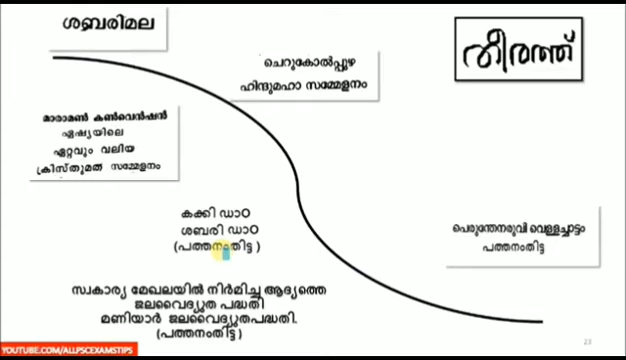 ശബരിമല
തീരത്ത്
ചെറുകോൽപ്പുഴ
ഹിന്ദുമഹാ സമ്മേളനം
മാരാമൺ കൺവെൻഷൻ
ഏഷ്യയിലെ
ഏറ്റവും വലിയ
ക്രിസ്തുമത സമ്മേളനം
കക്കി ഡാം
ശബരി ഡാം
(പത്തനംതിട്ട )
പെരുന്തേനരുവി വെള്ളച്ചാട്ടം
പത്തനംതിട്ട
സ്വകാര്യ മേഖലയിൽ നിർമിച്ച ആദ്യത്തെ
ജലവൈദ്യുത പദ്ധതി
മണിയാർ ജലവൈദ്യുതപദ്ധതി.
(പത്തനംതിട്ട )
YOUTUBE.COM/ALLPSCEXAMSTIPS
23